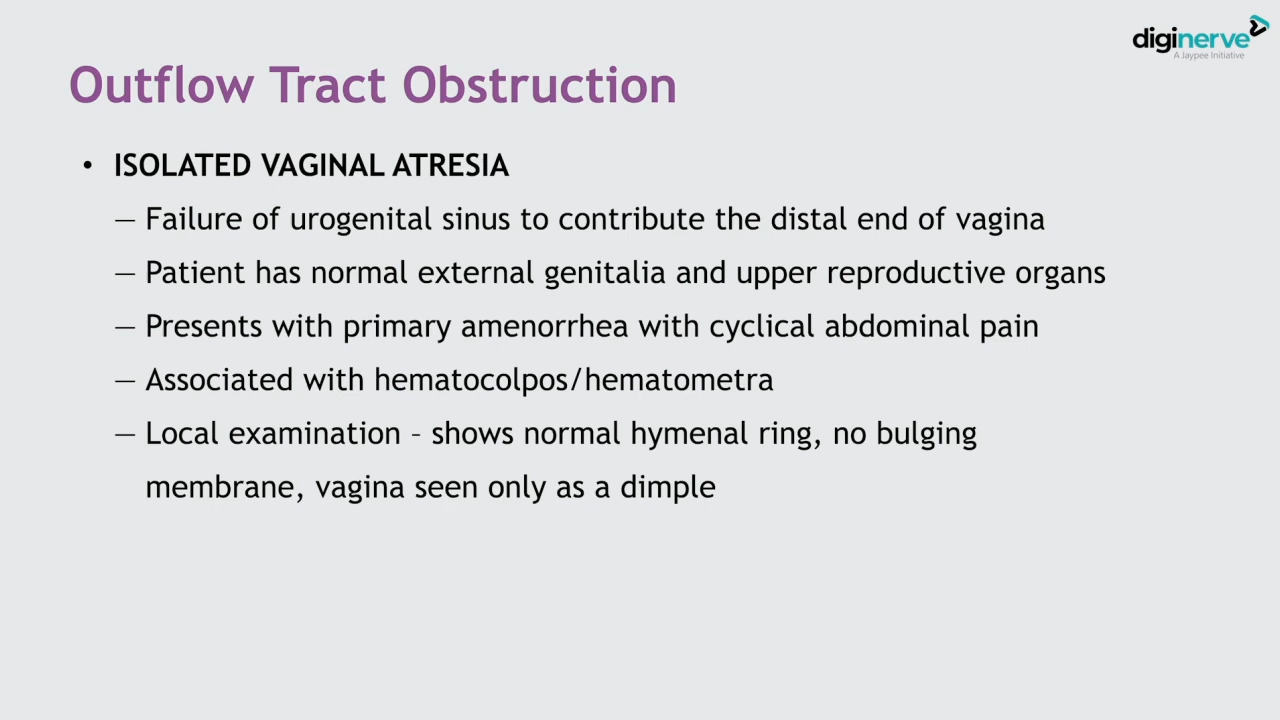 diginerve
A Jaypee Initiative
Outflow Tract Obstruction
• ISOLATED VAGINAL ATRESIA
— Failure of urogenital sinus to contribute the distal end of vagina
— Patient has normal external genitalia and upper reproductive organs
— Presents with primary amenorrhea with cyclical abdominal pain
— Associated with hematocolpos/hematometra
— Local examination – shows normal hymenal ring, no bulging
membrane, vagina seen only as a dimple